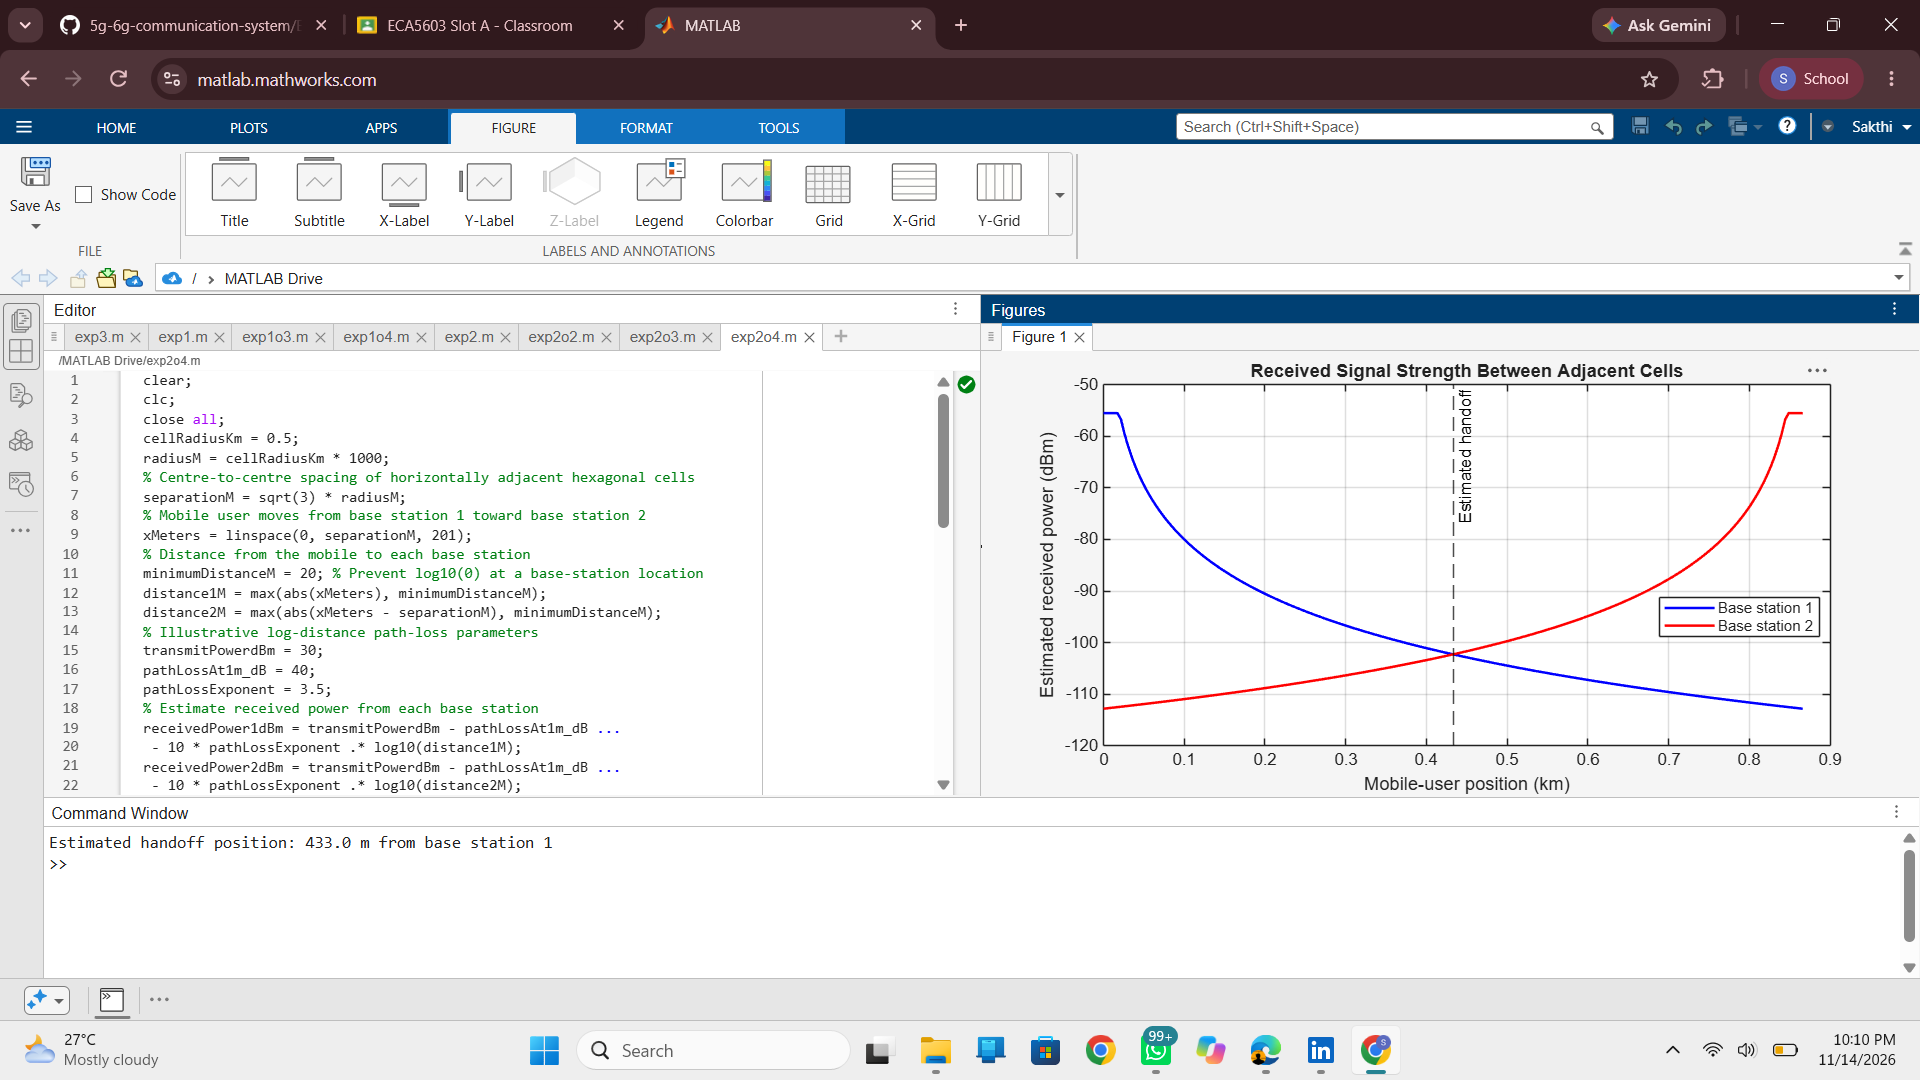 5g-6g-communication-system/
ECA5603 Slot A - Classroom
MATLAB
Ask Gemini
matlab.mathworks.com
S
School
HOME
PLOTS
APPS
FIGURE
FORMAT
TOOLS
Search (Ctrl+Shift+Space)
Sakthi
Save As
Show Code
Title
Subtitle
X-Label
Y-Label
Z-Label
Legend
Colorbar
Grid
X-Grid
Y-Grid
FILE
LABELS AND ANNOTATIONS
/ > MATLAB Drive
Editor
exp3.m
exp1.m
exp1o3.m
exp1o4.m
exp2.m
exp2o2.m
exp2o3.m
exp2o4.m
/MATLAB Drive/exp2o4.m
1 clear;
2 clc;
3 close all;
4 cellRadiusKm = 0.5;
5 radiusM = cellRadiusKm * 1000;
6 % Centre-to-centre spacing of horizontally adjacent hexagonal cells
7 separationM = sqrt(3) * radiusM;
8 % Mobile user moves from base station 1 toward base station 2
9 xMeters = linspace(0, separationM, 201);
10 % Distance from the mobile to each base station
11 minimumDistanceM = 20; % Prevent log10(0) at a base-station location
12 distance1M = max(abs(xMeters), minimumDistanceM);
13 distance2M = max(abs(xMeters - separationM), minimumDistanceM);
14 % Illustrative log-distance path-loss parameters
15 transmitPowerdBm = 30;
16 pathLossAt1m_dB = 40;
17 pathLossExponent = 3.5;
18 % Estimate received power from each base station
19 receivedPower1dBm = transmitPowerdBm - pathLossAt1m_dB ...
20 - 10 * pathLossExponent .* log10(distance1M);
21 receivedPower2dBm = transmitPowerdBm - pathLossAt1m_dB ...
22 - 10 * pathLossExponent .* log10(distance2M);
Figures
Figure 1
Received Signal Strength Between Adjacent Cells
Estimated received power (dBm)
-50
-60
-70
-80
-90
-100
-110
-120
Estimated handoff
Base station 1
Base station 2
0 0.1 0.2 0.3 0.4 0.5 0.6 0.7 0.8 0.9
Mobile-user position (km)
Command Window
Estimated handoff position: 433.0 m from base station 1
>>
27°C
Mostly cloudy
Search
99+
10:10 PM
11/14/2026